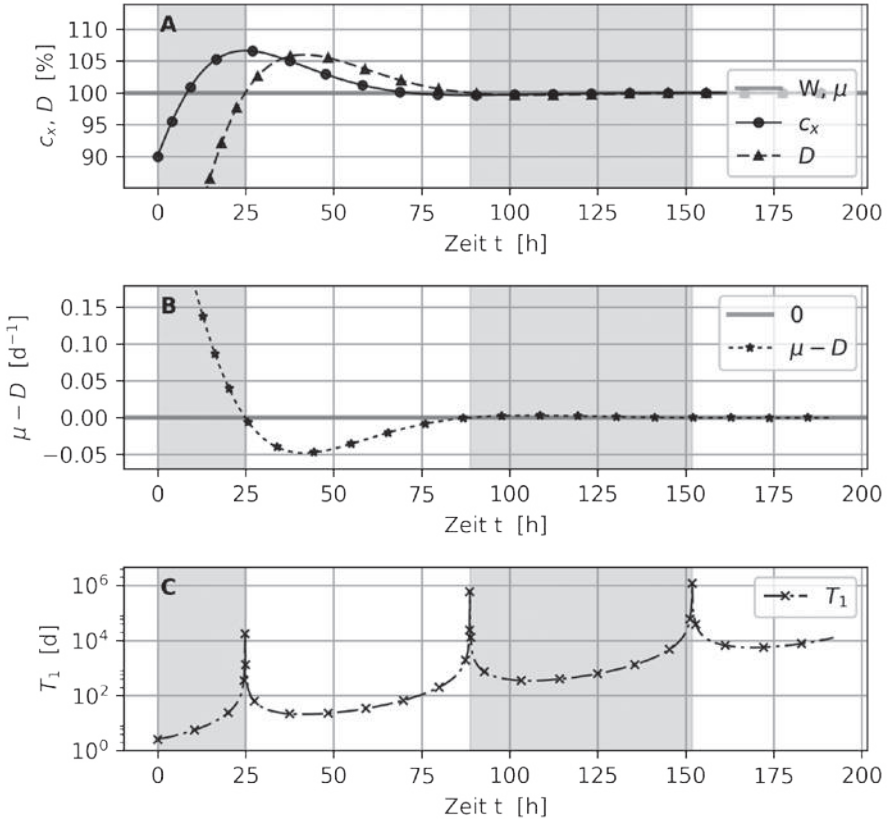 A
c_x, D [%]
110
105
100
95
90
W, μ
c_x
D
0 25 50 75 100 125 150 175 200
Zeit t [h]
B
μ − D [d⁻¹]
0.15
0.10
0.05
0.00
−0.05
0
μ − D
0 25 50 75 100 125 150 175 200
Zeit t [h]
C
T₁ [d]
10⁶
10⁴
10²
10⁰
T₁
0 25 50 75 100 125 150 175 200
Zeit t [h]